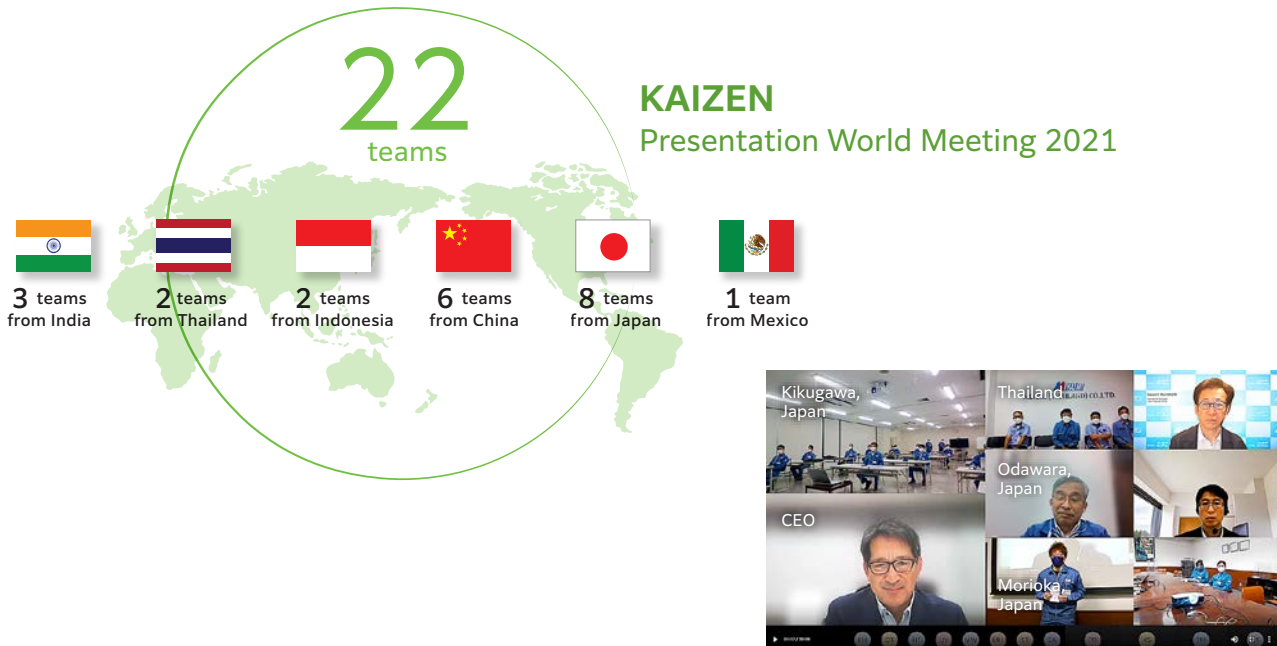 22
teams
KAIZEN
Presentation World Meeting 2021
3 teams
from India
2 teams
from Thailand
2 teams
from Indonesia
6 teams
from China
8 teams
from Japan
1 team
from Mexico
Kikugawa,
Japan
Thailand
CO.,LTD.
Odawara,
Japan
CEO
Morioka,
Japan